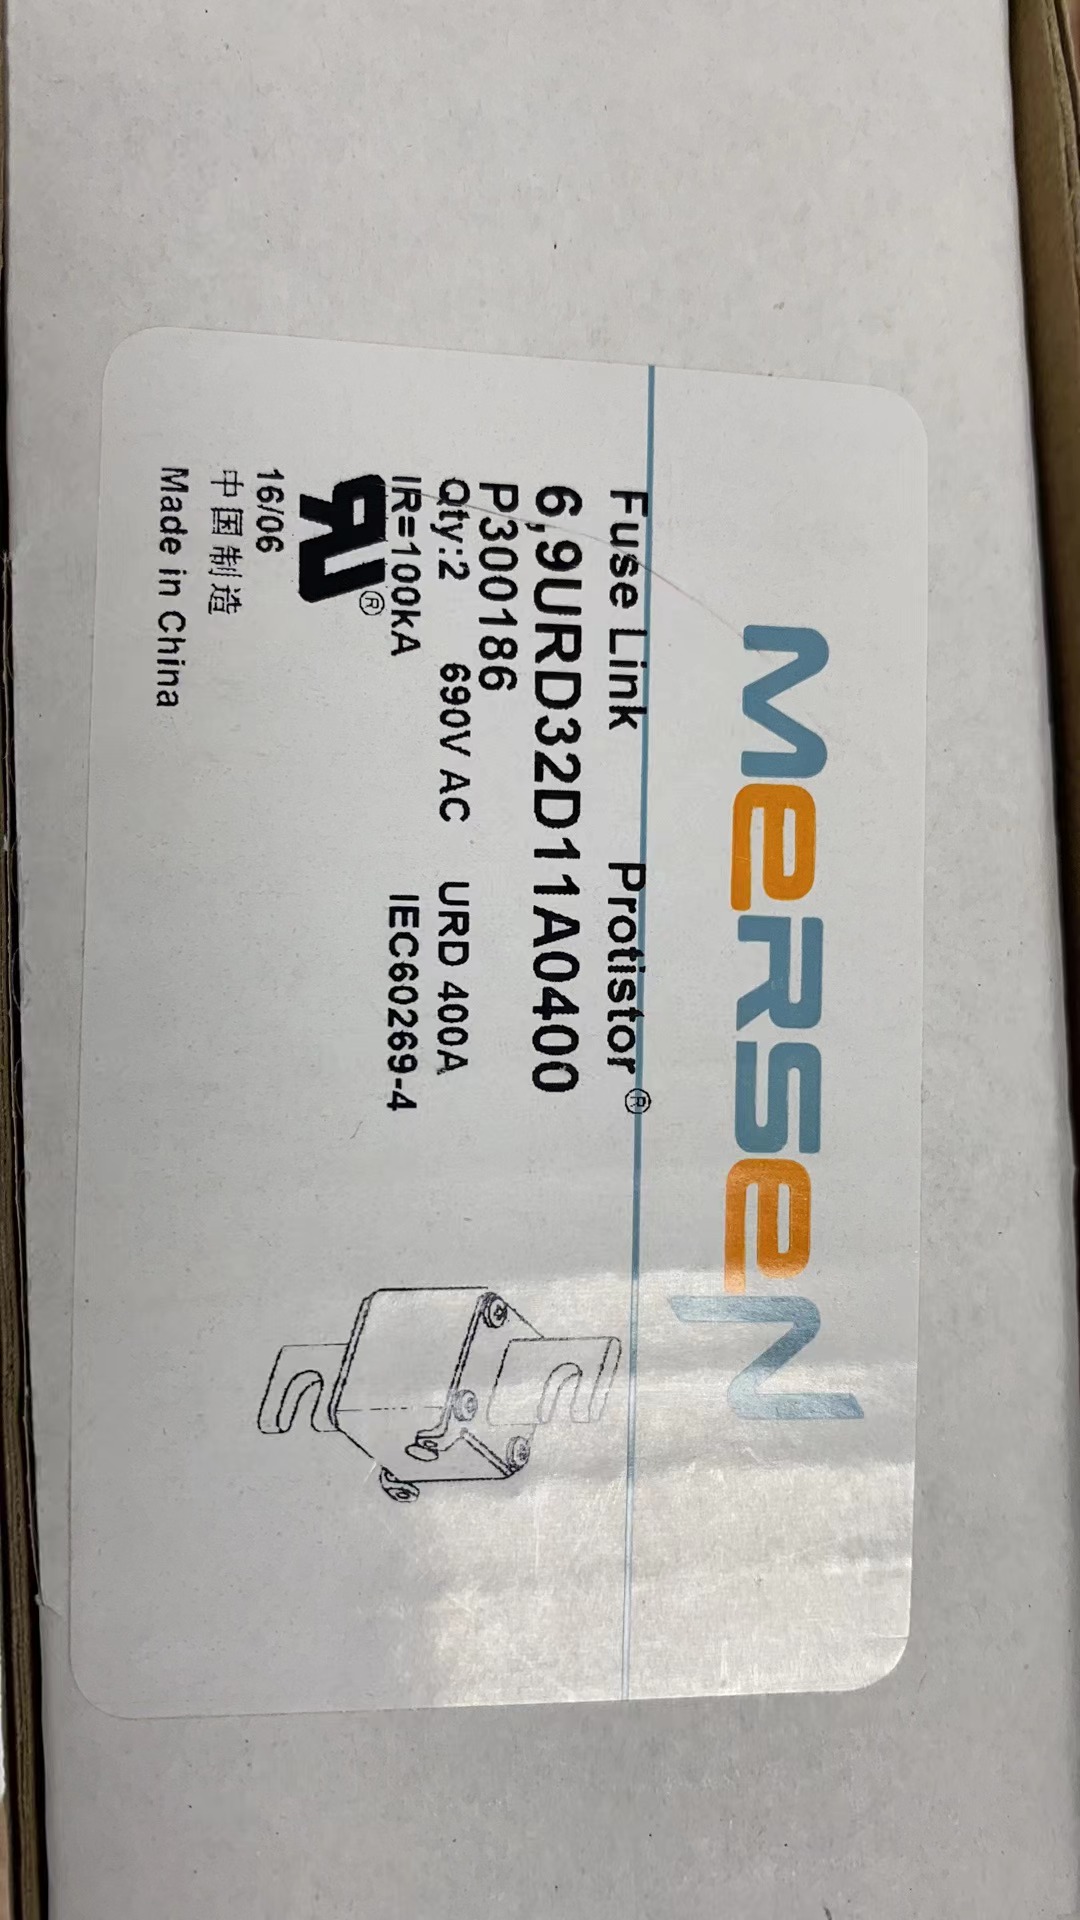 MERSEN
Fuse Link Protistor®
6,9URD32D11A0400
P300186
Qty:2 690V AC URD 400A
IR=100kA IEC60269-4
RU®
16/06
中国制造
Made in China